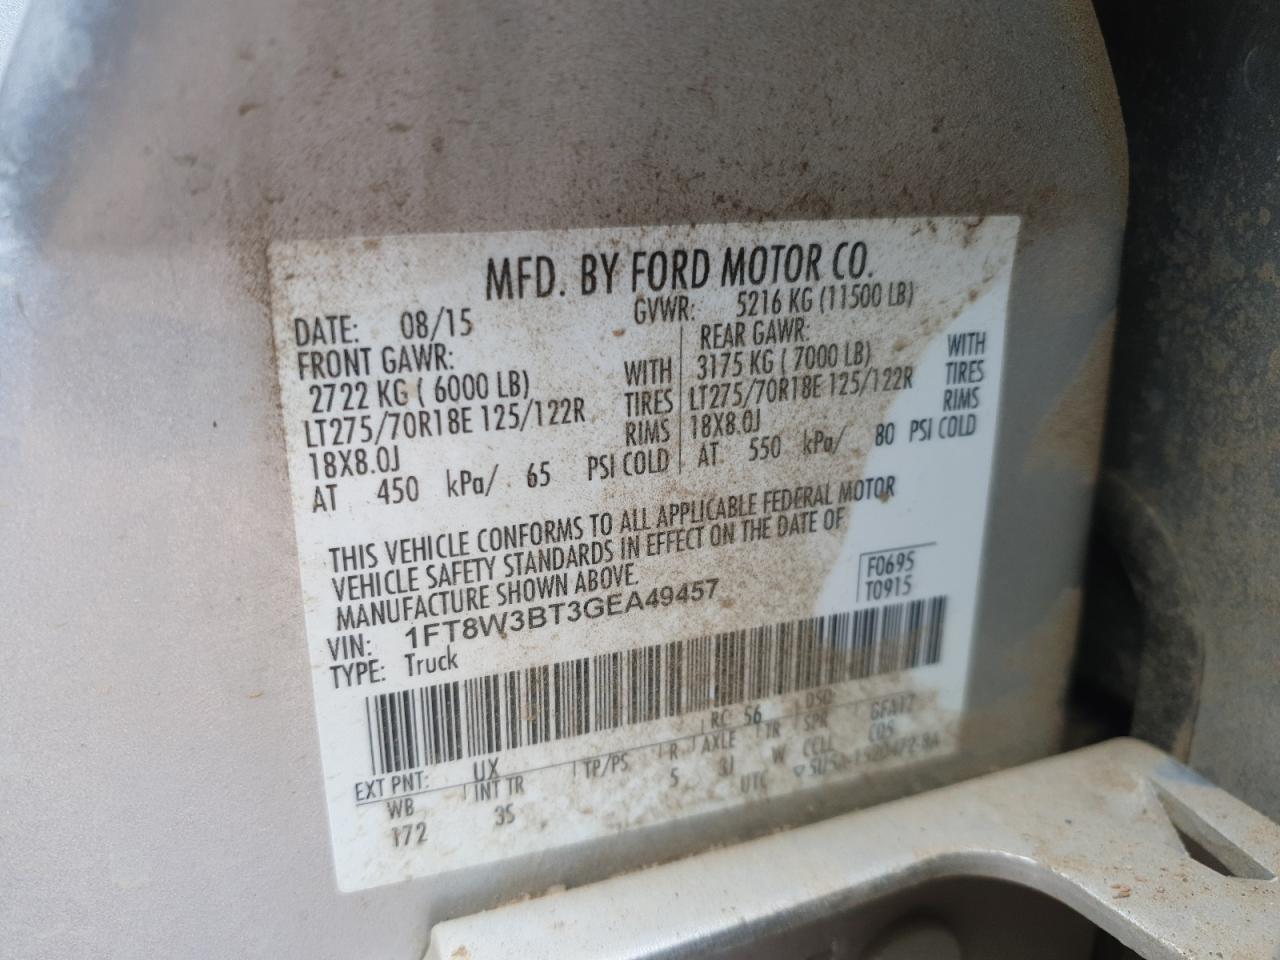 MFD. BY FORD MOTOR CO.
DATE: 08/15 GVWR: 5216 KG (11500 LB)
FRONT GAWR: REAR GAWR:
2722 KG ( 6000 LB) WITH 3175 KG ( 7000 LB) WITH
LT275/70R18E 125/122R TIRES LT275/70R18E 125/122R TIRES
18X8.0J RIMS 18X8.0J RIMS
AT 450 kPa/ 65 PSI COLD AT 550 kPa/ 80 PSI COLD
THIS VEHICLE CONFORMS TO ALL APPLICABLE FEDERAL MOTOR
VEHICLE SAFETY STANDARDS IN EFFECT ON THE DATE OF
MANUFACTURE SHOWN ABOVE.
F0695
T0915
VIN: 1FT8W3BT3GEA49457
TYPE: Truck
EXT PNT: UX RC: 56 DSO:
WB INT TR TP/PS R AXLE TR SPR GFA12
172 3S 5 3J W CCLL C05
UTC